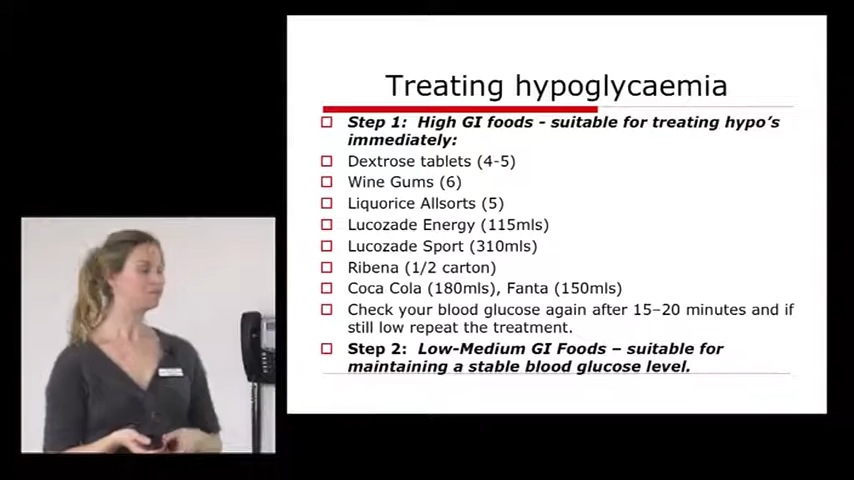 Treating hypoglycaemia
Step 1: High GI foods - suitable for treating hypo's
immediately:
Dextrose tablets (4-5)
Wine Gums (6)
Liquorice Allsorts (5)
Lucozade Energy (115mls)
Lucozade Sport (310mls)
Ribena (1/2 carton)
Coca Cola (180mls), Fanta (150mls)
Check your blood glucose again after 15–20 minutes and if
still low repeat the treatment.
Step 2: Low-Medium GI Foods – suitable for
maintaining a stable blood glucose level.